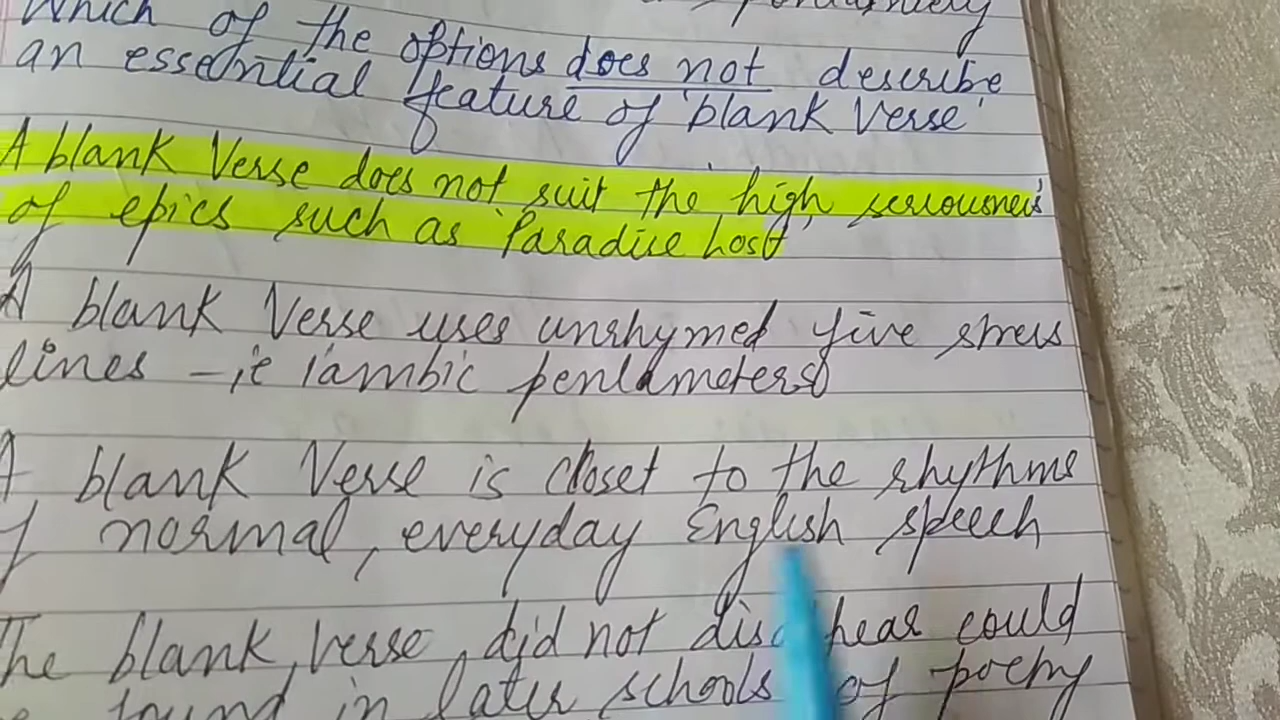 Which of the options does not describe
an essential feature of 'blank verse'
A blank verse does not suit the 'high seriousness'
of epics such as 'Paradise Lost'
A blank verse uses unrhymed five stress
lines – ie iambic pentameters
A blank verse is closet to the rhythms
of normal, everyday English speech
The blank verse did not disappear could
be found in later schools of poetry